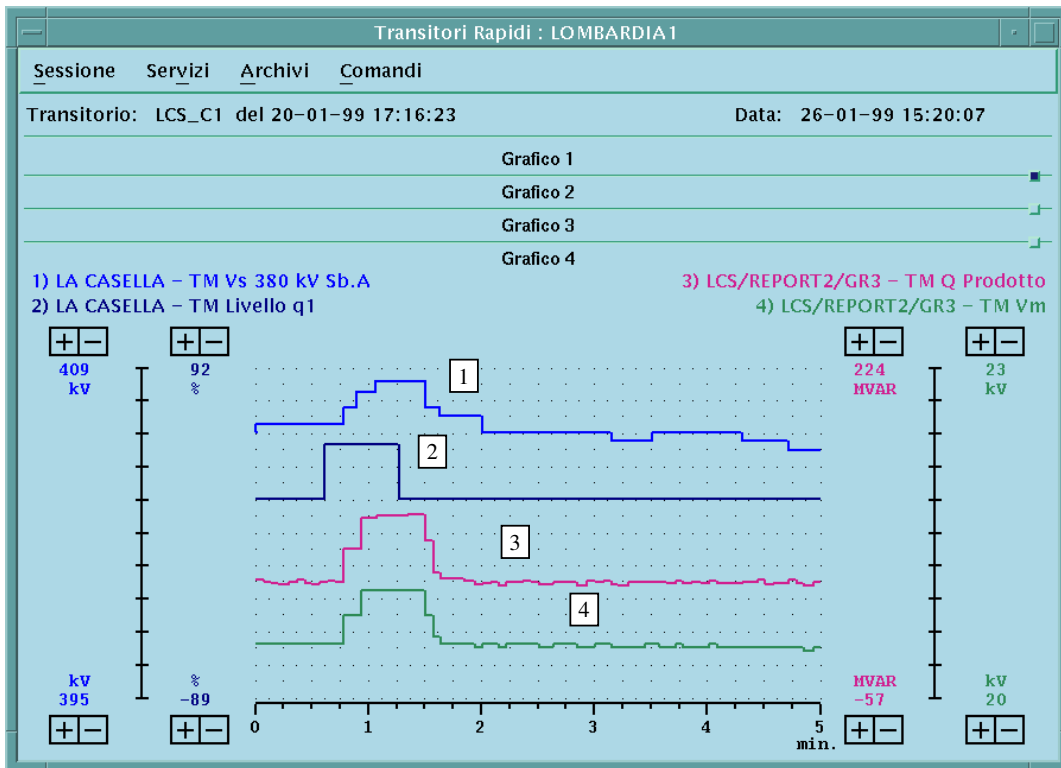 Transitori Rapidi : LOMBARDIA1
Sessione Servizi Archivi Comandi
Transitorio: LCS_C1 del 20-01-99 17:16:23 Data: 26-01-99 15:20:07
Grafico 1
Grafico 2
Grafico 3
Grafico 4
1) LA CASELLA - TM Vs 380 kV Sb.A 3) LCS/REPORT2/GR3 - TM Q Prodotto
2) LA CASELLA - TM Livello q1 4) LCS/REPORT2/GR3 - TM Vm
+ - + - + - + -
409 92 224 23
kV % MVAR kV
1
2
3
4
kV % MVAR kV
395 -89 -57 20
0 1 2 3 4 5
min.
+ - + - + - + -